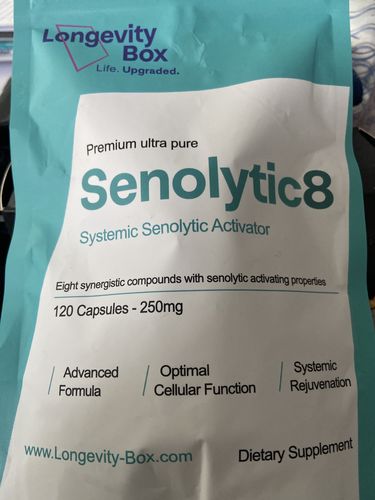 Longevity
Box
Life. Upgraded.
Premium ultra pure
Senolytic8
Systemic Senolytic Activator
Eight synergistic compounds with senolytic activating properties
120 Capsules - 250mg
Advanced
Formula
Optimal
Cellular Function
Systemic
Rejuvenation
www.Longevity-Box.com
Dietary Supplement